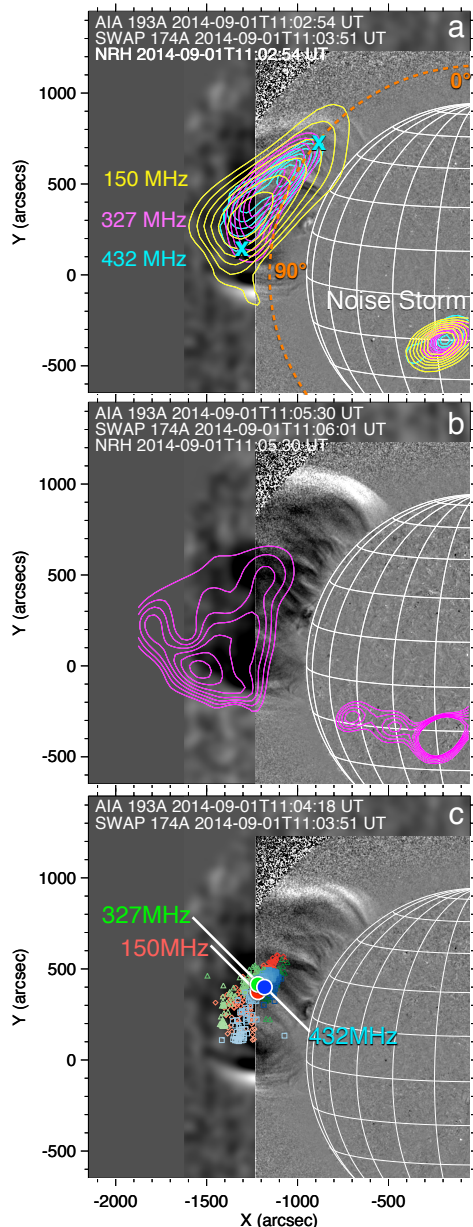 AIA 193A 2014-09-01T11:02:54 UT
a
SWAP 174A 2014-09-01T11:03:51 UT
NRH 2014-09-01T11:02:54 UT
0°
1000
X
150 MHz
500
327 MHz
432 MHz
X
90°
0
Noise Storm
-500
Y (arcsecs)
AIA 193A 2014-09-01T11:05:30 UT
b
SWAP 174A 2014-09-01T11:06:01 UT
NRH 2014-09-01T11:05:30 UT
1000
500
0
-500
Y (arcsecs)
AIA 193A 2014-09-01T11:04:18 UT
c
SWAP 174A 2014-09-01T11:03:51 UT
1000
327MHz
150MHz
500
432MHz
0
-500
Y (arcsec)
-2000 -1500 -1000 -500
X (arcsec)